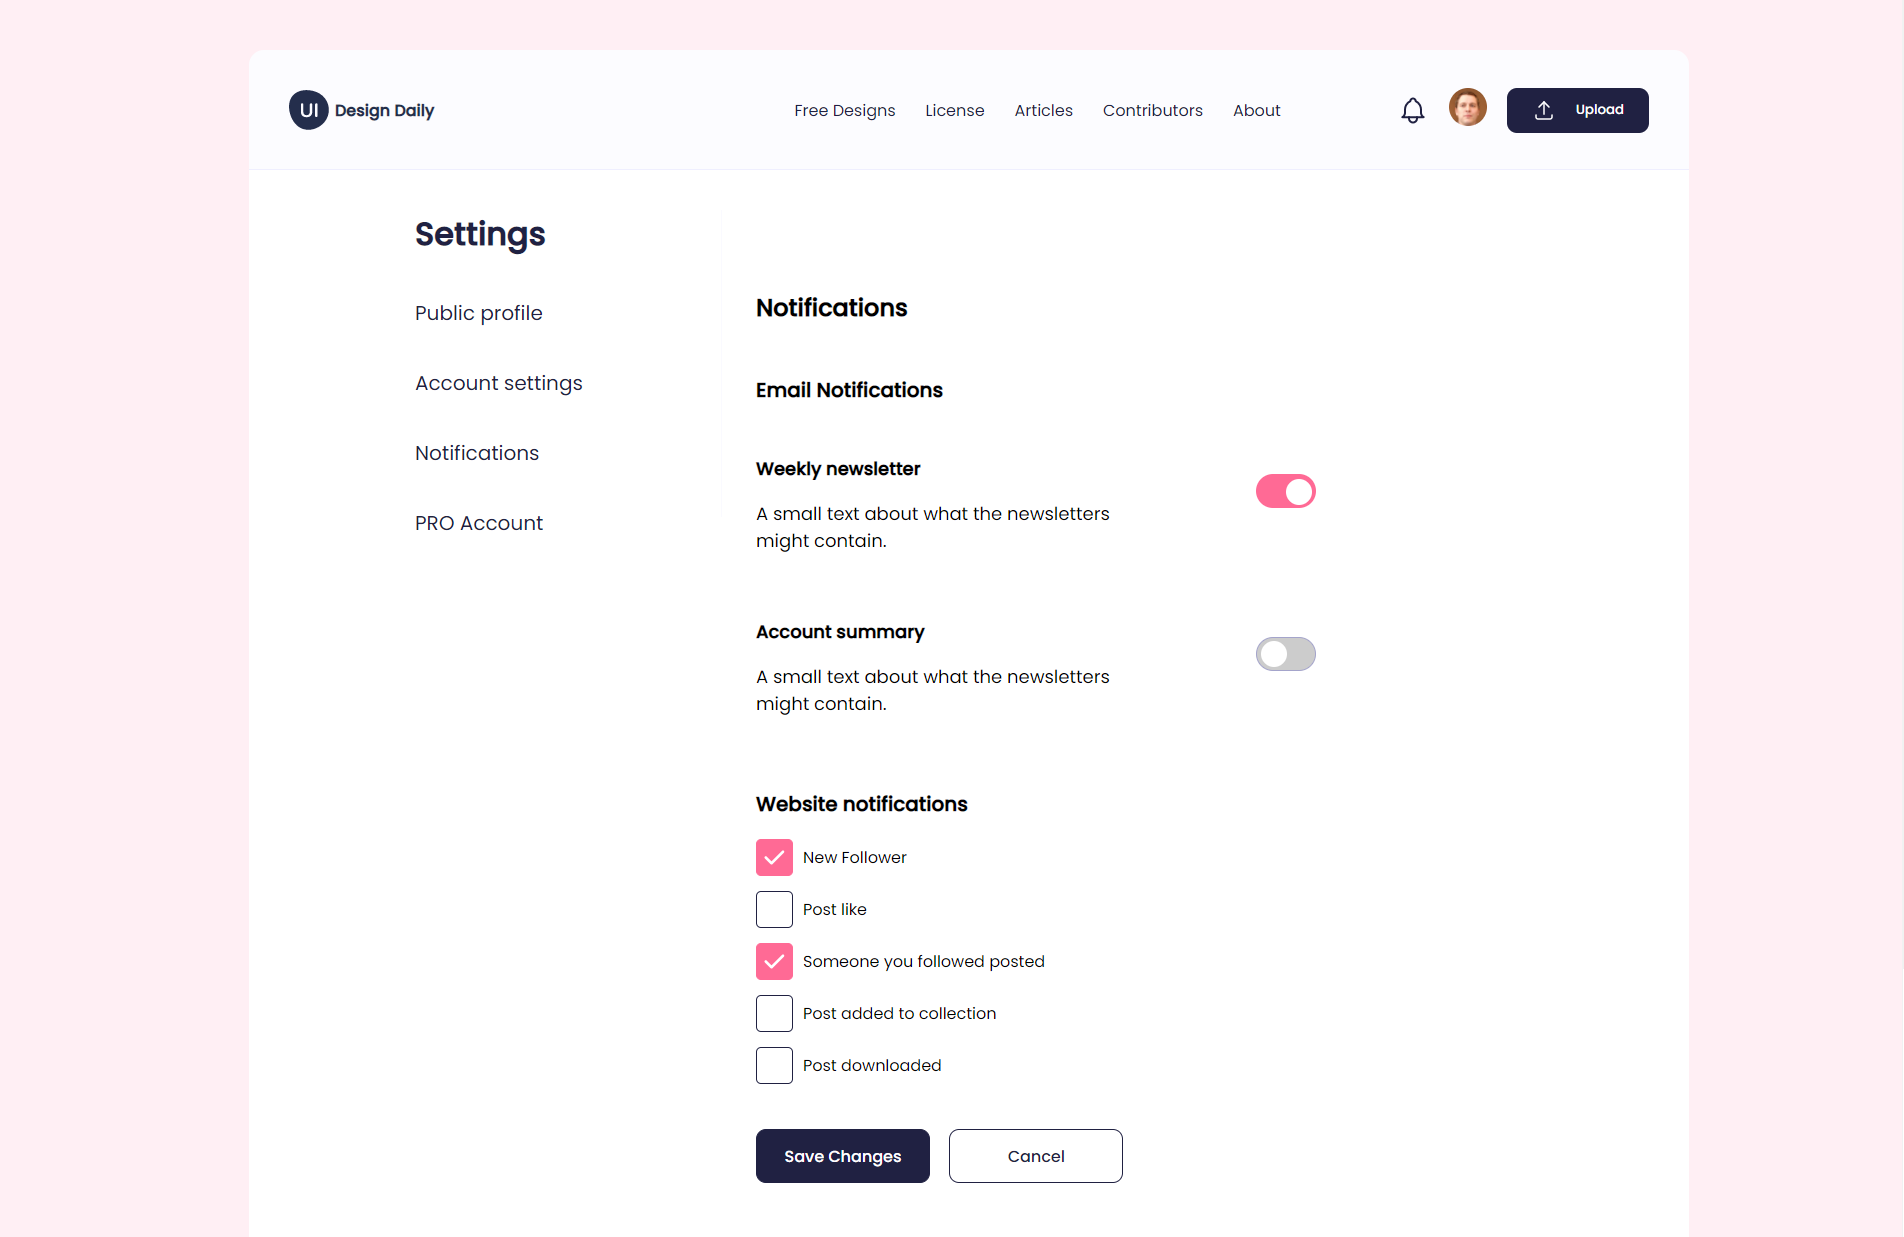 UI Design Daily
Free Designs
License
Articles
Contributors
About
Upload
Settings
Public profile
Account settings
Notifications
PRO Account
Notifications
Email Notifications
Weekly newsletter
A small text about what the newsletters
might contain.
Account summary
A small text about what the newsletters
might contain.
Website notifications
New Follower
Post like
Someone you followed posted
Post added to collection
Post downloaded
Save Changes
Cancel